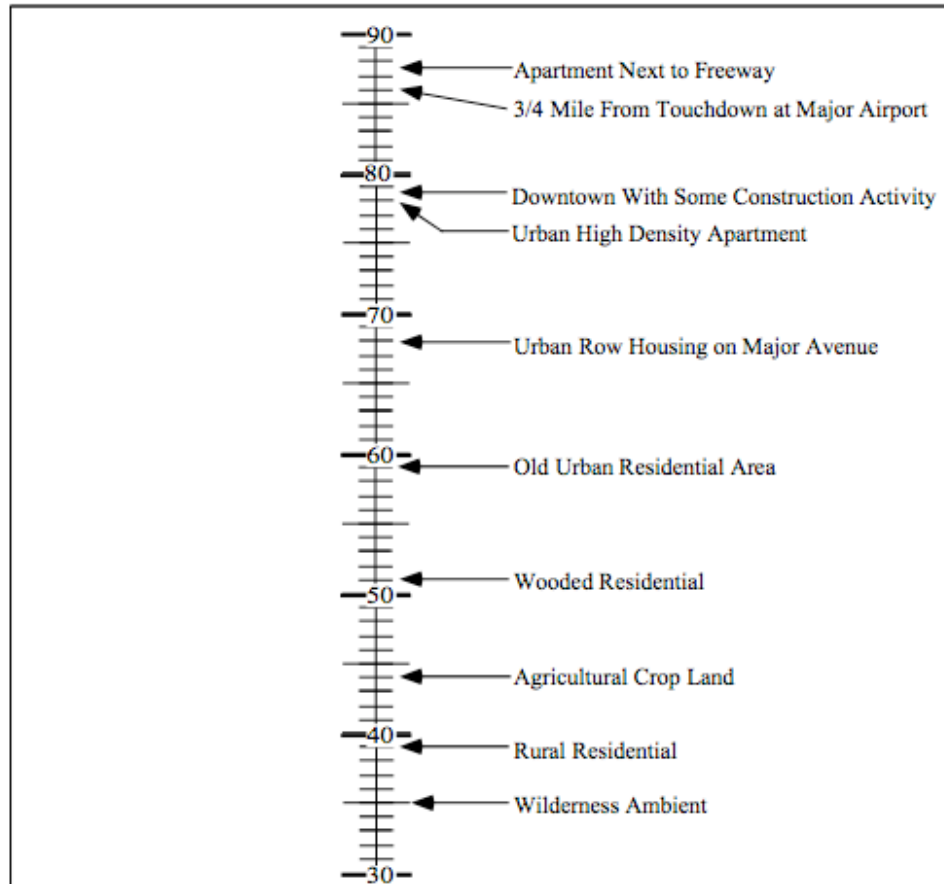 90
Apartment Next to Freeway
3/4 Mile From Touchdown at Major Airport
80
Downtown With Some Construction Activity
Urban High Density Apartment
70
Urban Row Housing on Major Avenue
60
Old Urban Residential Area
Wooded Residential
50
Agricultural Crop Land
40
Rural Residential
Wilderness Ambient
30